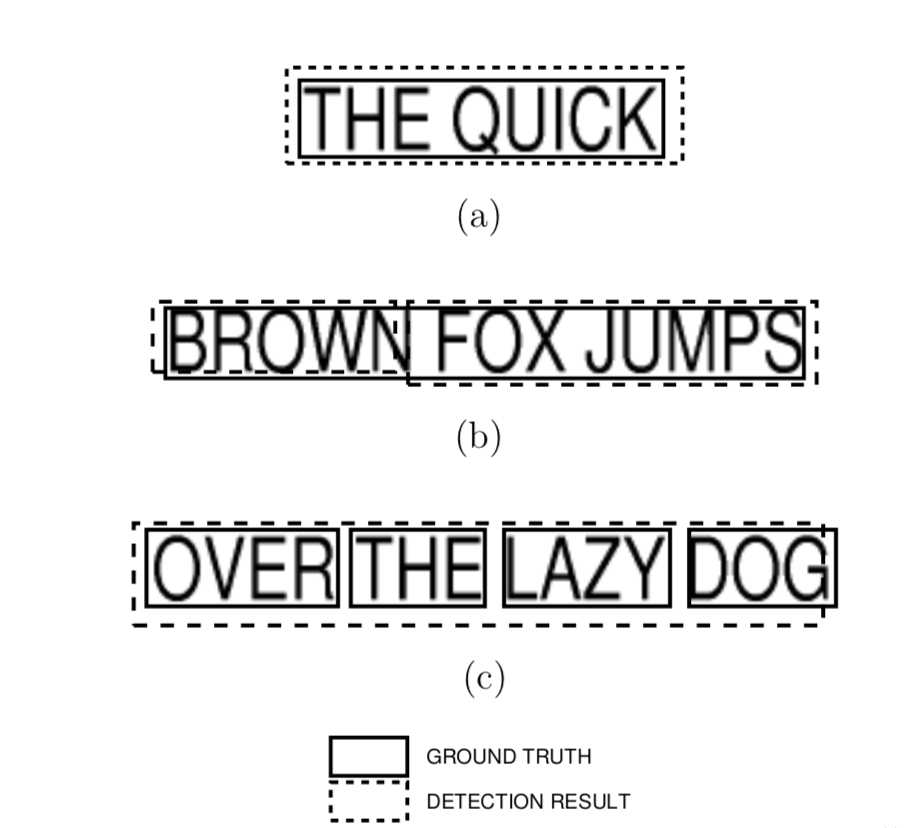 THE QUICK
(a)
BROWN FOX JUMPS
(b)
OVER THE LAZY DOG
(c)
GROUND TRUTH
DETECTION RESULT